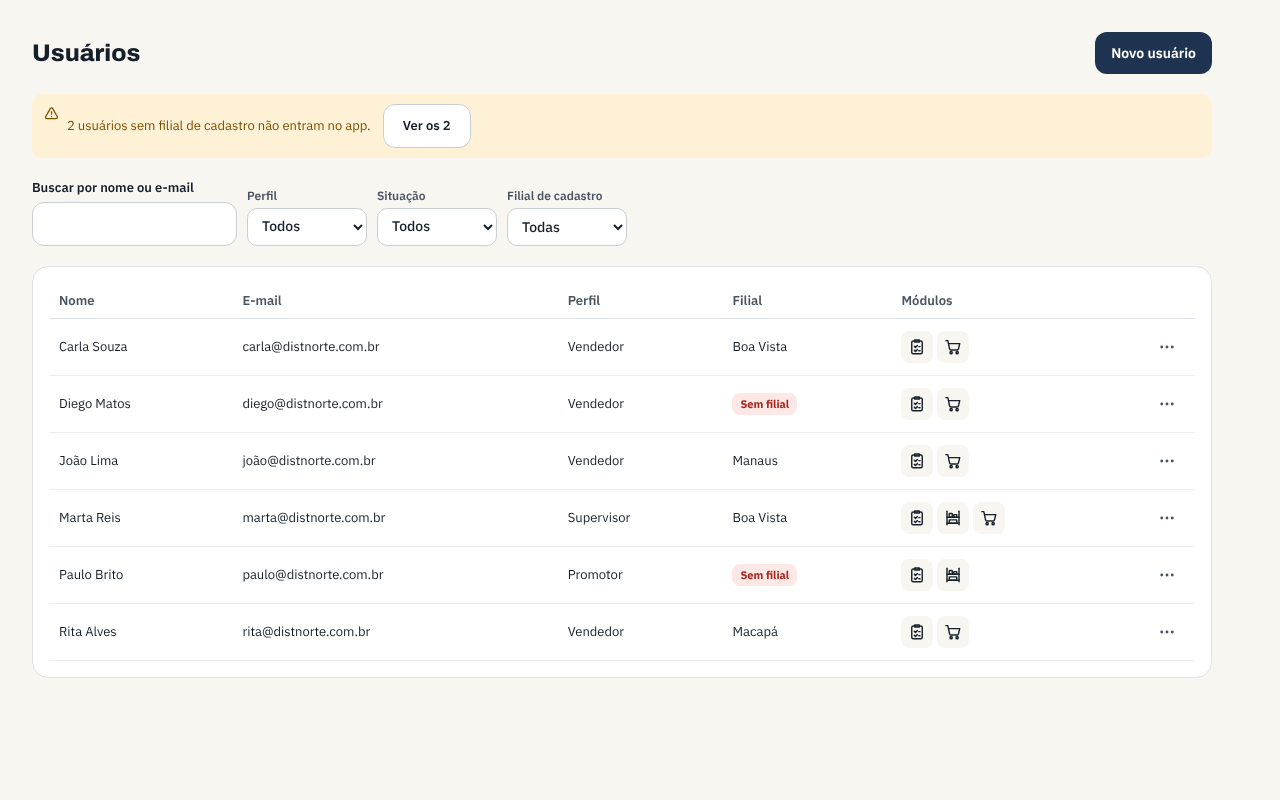 Usuários
Novo usuário
2 usuários sem filial de cadastro não entram no app.
Ver os 2
Buscar por nome ou e-mail
Perfil
Situação
Filial de cadastro
Todos
Todos
Todas
Nome E-mail Perfil Filial Módulos
Carla Souza carla@distnorte.com.br Vendedor Boa Vista
Diego Matos diego@distnorte.com.br Vendedor Sem filial
João Lima joão@distnorte.com.br Vendedor Manaus
Marta Reis marta@distnorte.com.br Supervisor Boa Vista
Paulo Brito paulo@distnorte.com.br Promotor Sem filial
Rita Alves rita@distnorte.com.br Vendedor Macapá